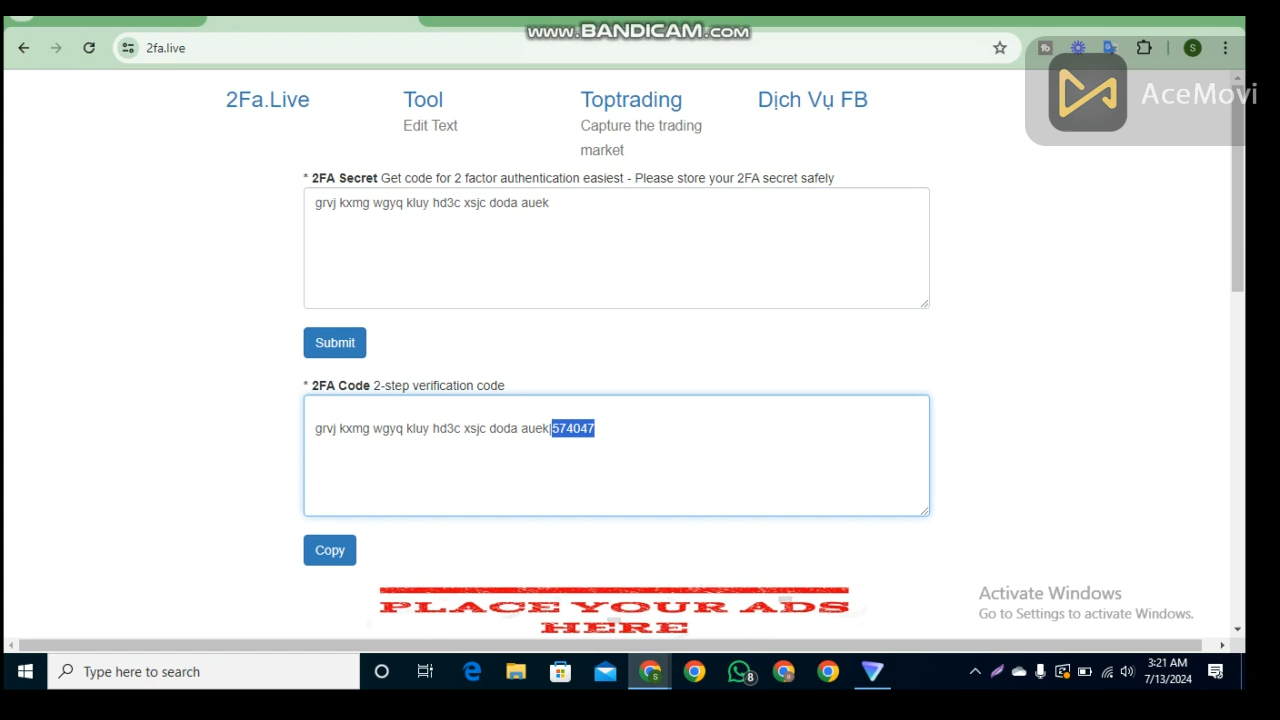 www.BANDICAM.com
2fa.live
S
AceMovi
2Fa.Live
Tool
Toptrading
Dịch Vụ FB
Edit Text
Capture the trading
market
* 2FA Secret Get code for 2 factor authentication easiest - Please store your 2FA secret safely
grvj kxmg wgyq kluy hd3c xsjc doda auek
Submit
* 2FA Code 2-step verification code
grvj kxmg wgyq kluy hd3c xsjc doda auek|574047
Copy
PLACE YOUR ADS
HERE
Activate Windows
Go to Settings to activate Windows.
Type here to search
S
8
3:21 AM
7/13/2024